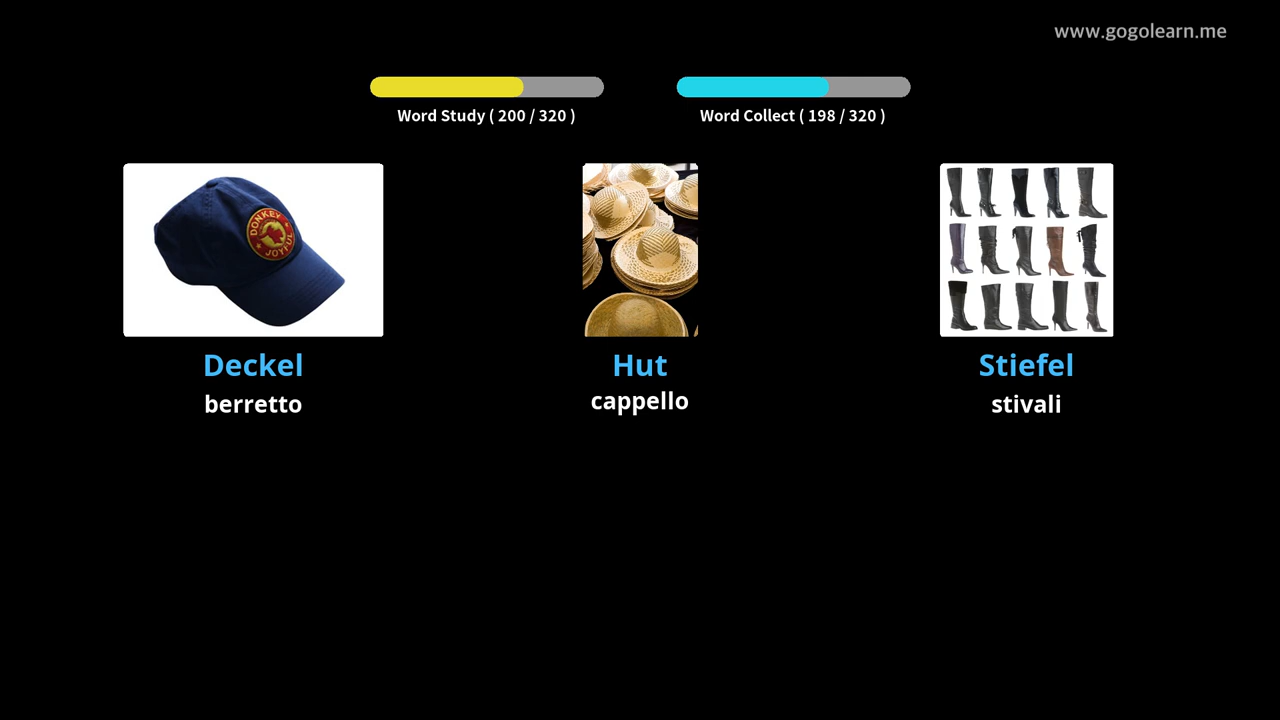 www.gogolearn.me
Word Study ( 200 / 320 )
Word Collect ( 198 / 320 )
DONKEY
JOYFUL
Deckel
Hut
Stiefel
berretto
cappello
stivali